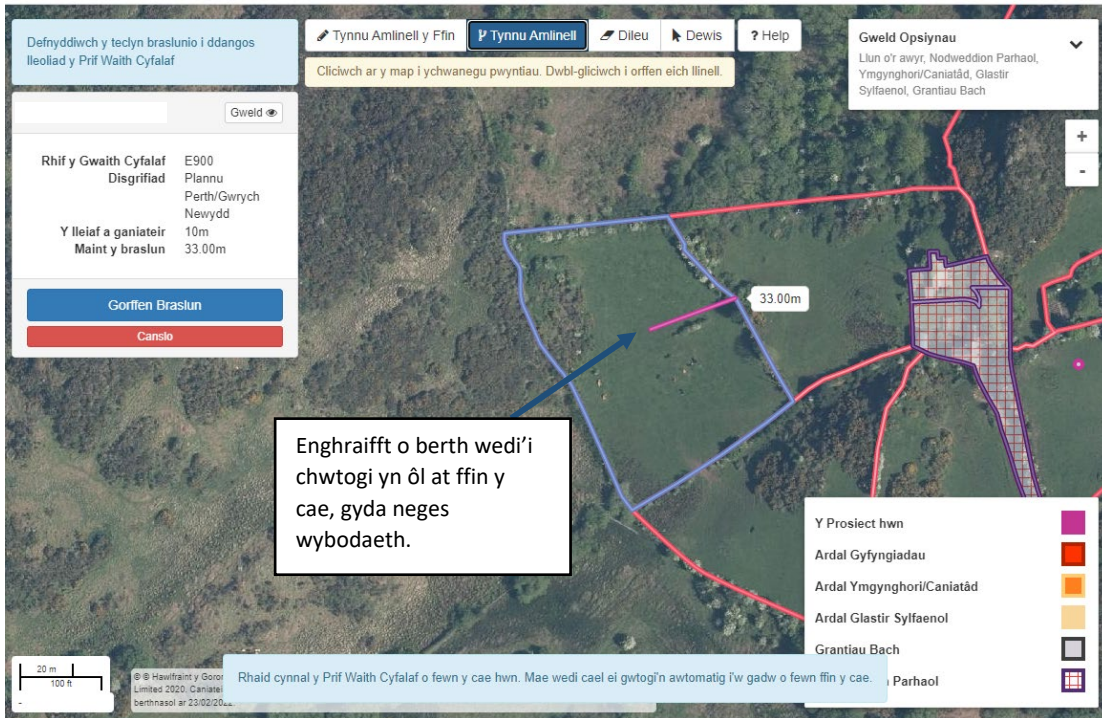 Defnyddiwch y teclyn braslunio i ddangos
lleoliad y Prif Waith Cyfalaf
Tynnu Amlinell y Ffin
Tynnu Amlinell
Dileu
Dewis
? Help
Cliciwch ar y map i ychwanegu pwyntiau. Dwbl-gliciwch i orffen eich llinell.
Gweld Opsiynau
Llun o'r awyr, Nodweddion Parhaol,
Ymgynghori/Caniatâd, Glastir
Sylfaenol, Grantiau Bach
+
-
Gweld
Rhif y Gwaith Cyfalaf E900
Disgrifiad Plannu
Perth/Gwrych
Newydd
Y lleiaf a ganiateir 10m
Maint y braslun 33.00m
Gorffen Braslun
Canslo
33.00m
Enghraifft o berth wedi’i
chwtogi yn ôl at ffin y
cae, gyda neges
wybodaeth.
Y Prosiect hwn
Ardal Gyfyngiadau
Ardal Ymgynghori/Caniatâd
Ardal Glastir Sylfaenol
Grantiau Bach
Parhaol
20 m
100 ft
-
© ® Hawlfraint y
Limited 2020.
berthnasol ar 23/02/2022.
Rhaid cynnal y Prif Waith Cyfalaf o fewn y cae hwn. Mae wedi cael ei gwtogi'n awtomatig i'w gadw o fewn ffin y cae.